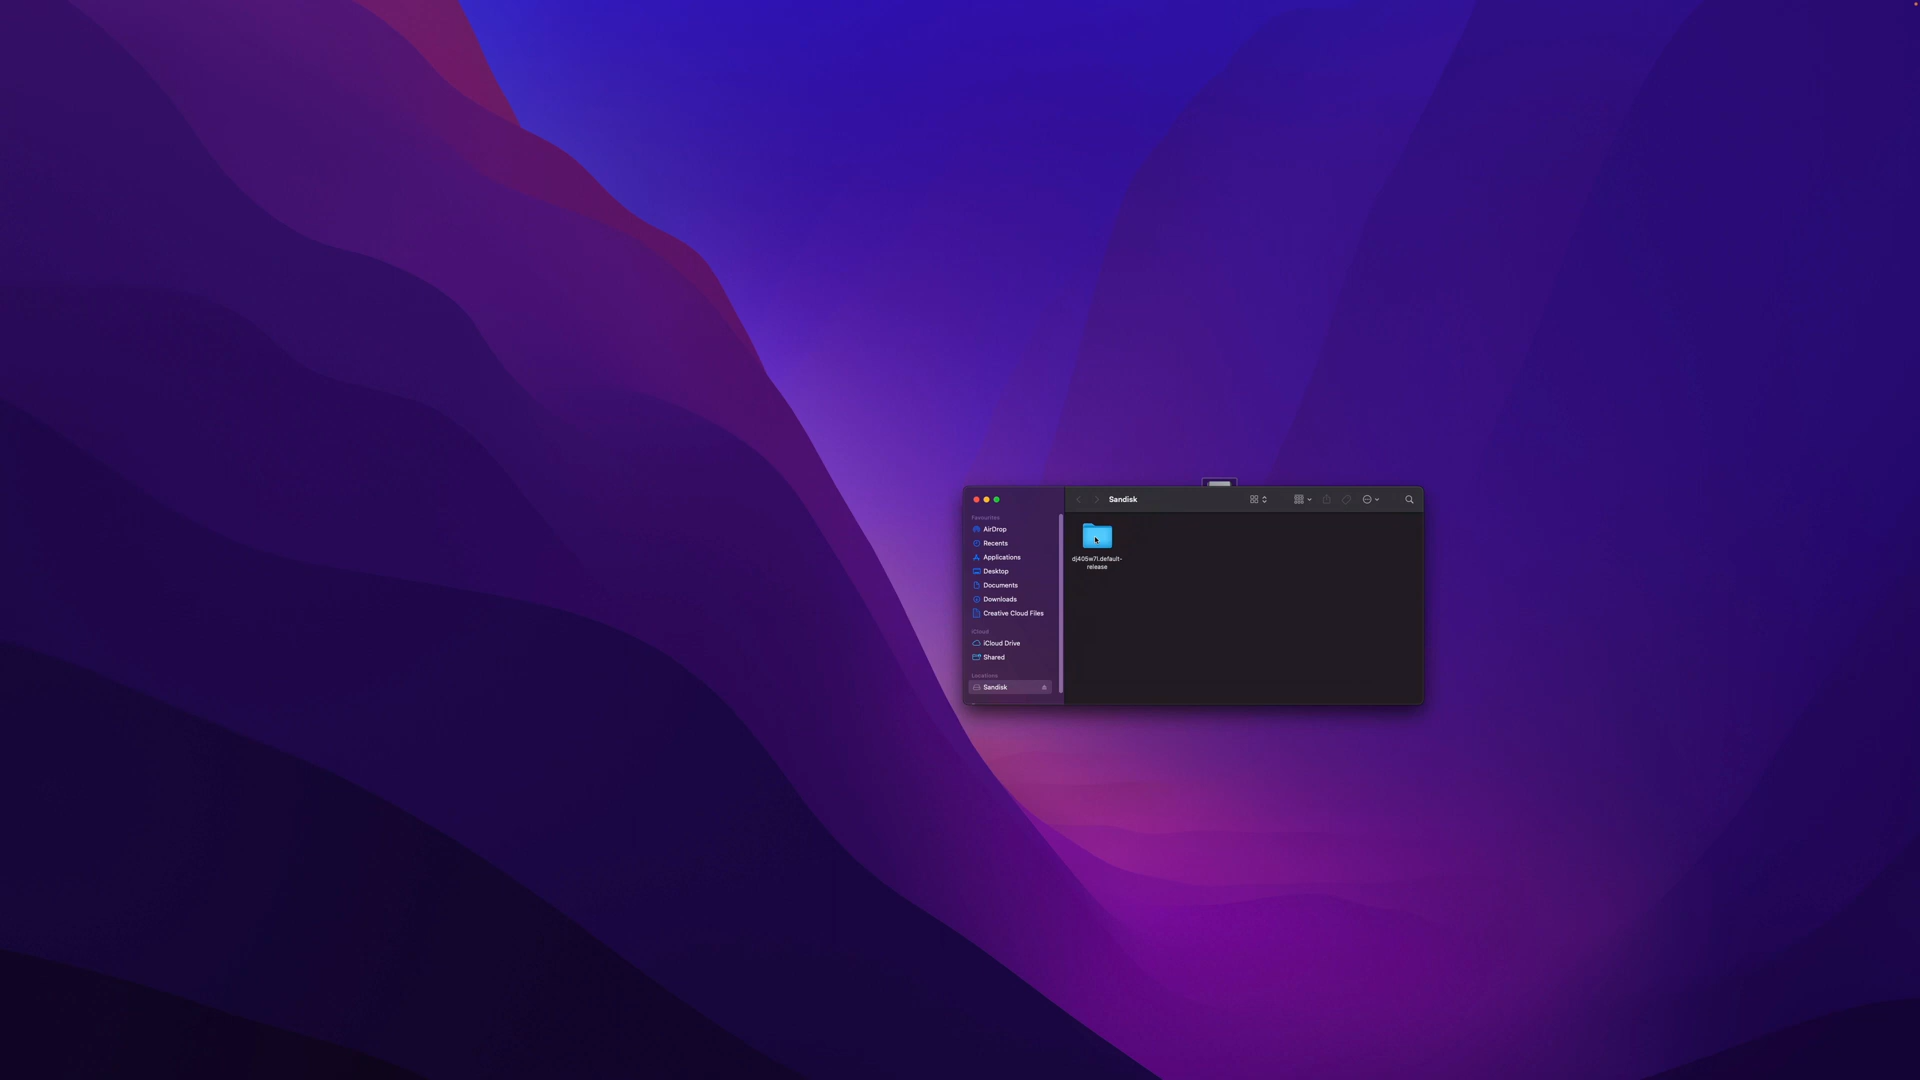 Sandisk
Favourites
AirDrop
Recents
Applications
Desktop
Documents
Downloads
Creative Cloud Files
iCloud
iCloud Drive
Shared
Locations
Sandisk
dj405w7l.default-
release